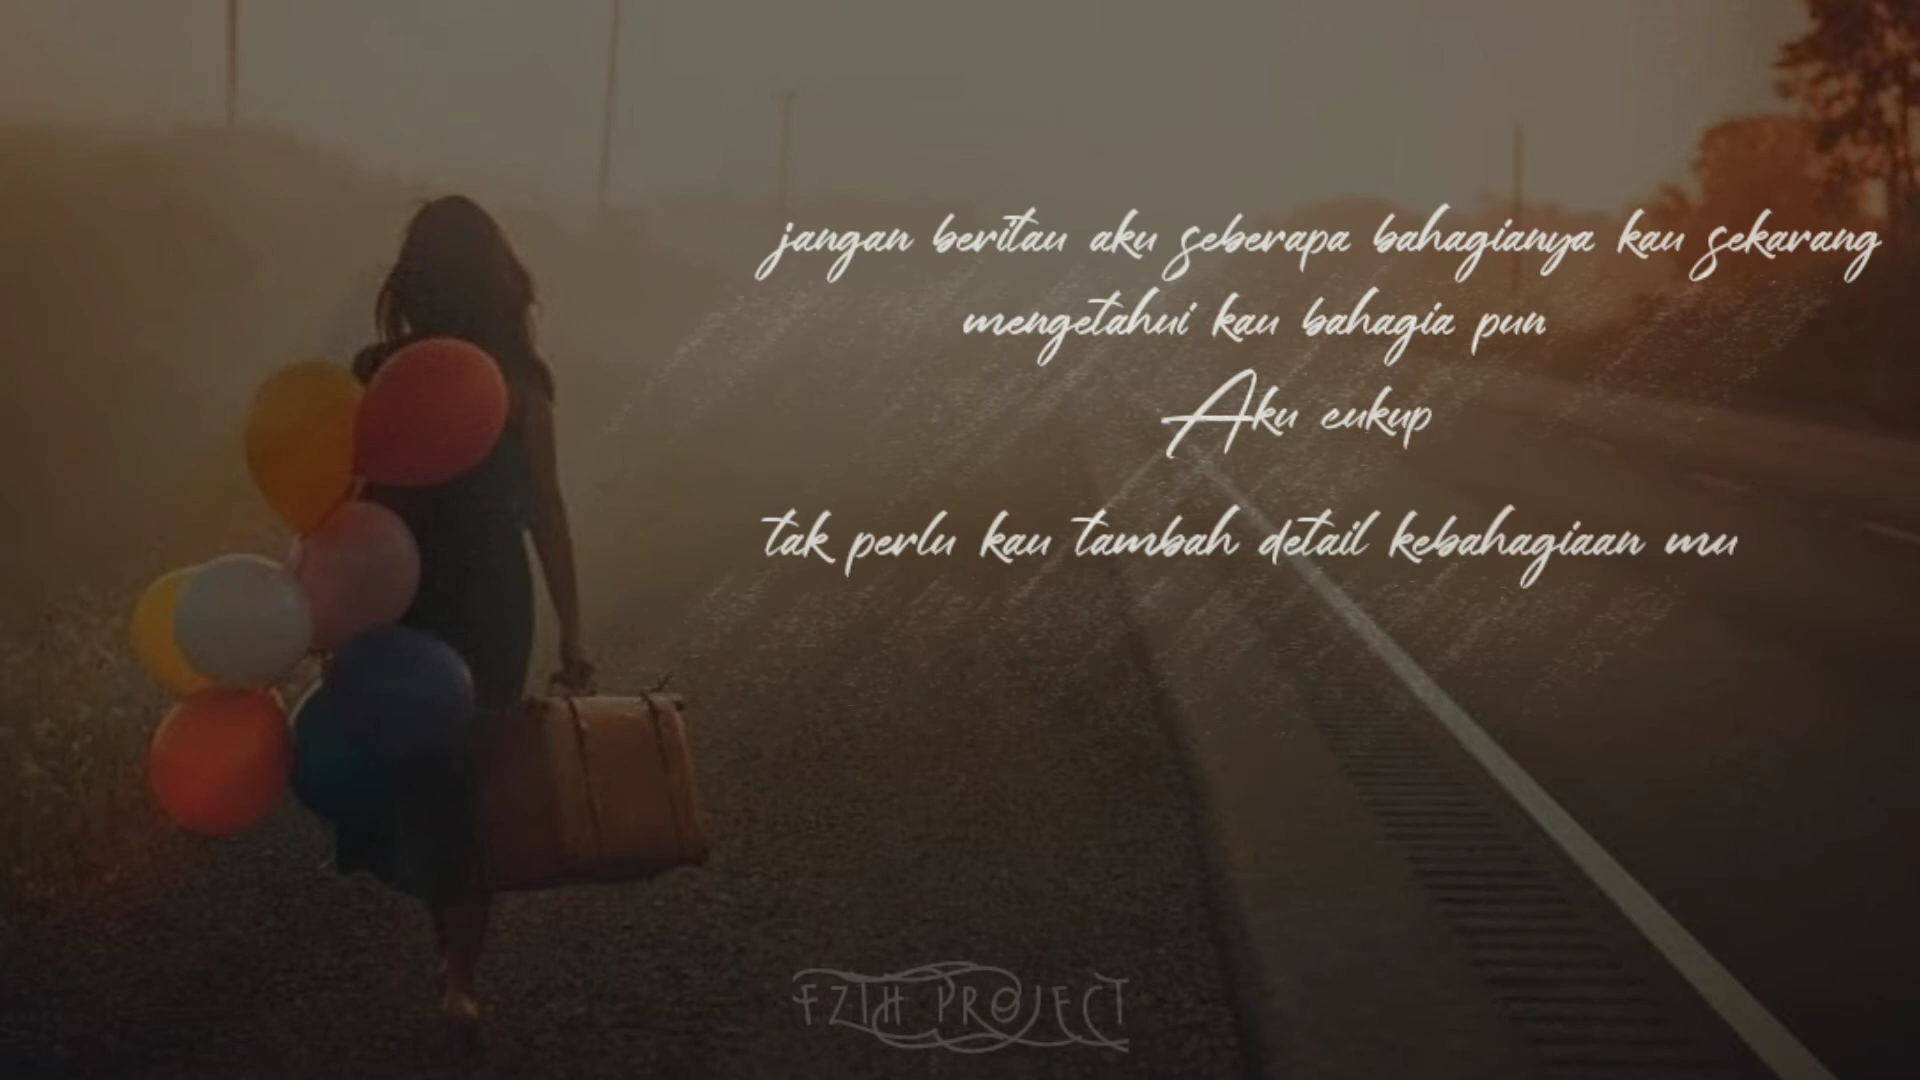 jangan beritau aku seberapa bahagianya kau sekarang
mengetahui kau bahagia pun
Aku cukup
tak perlu kau tambah detail kebahagiaan mu
FZIH PROJECT